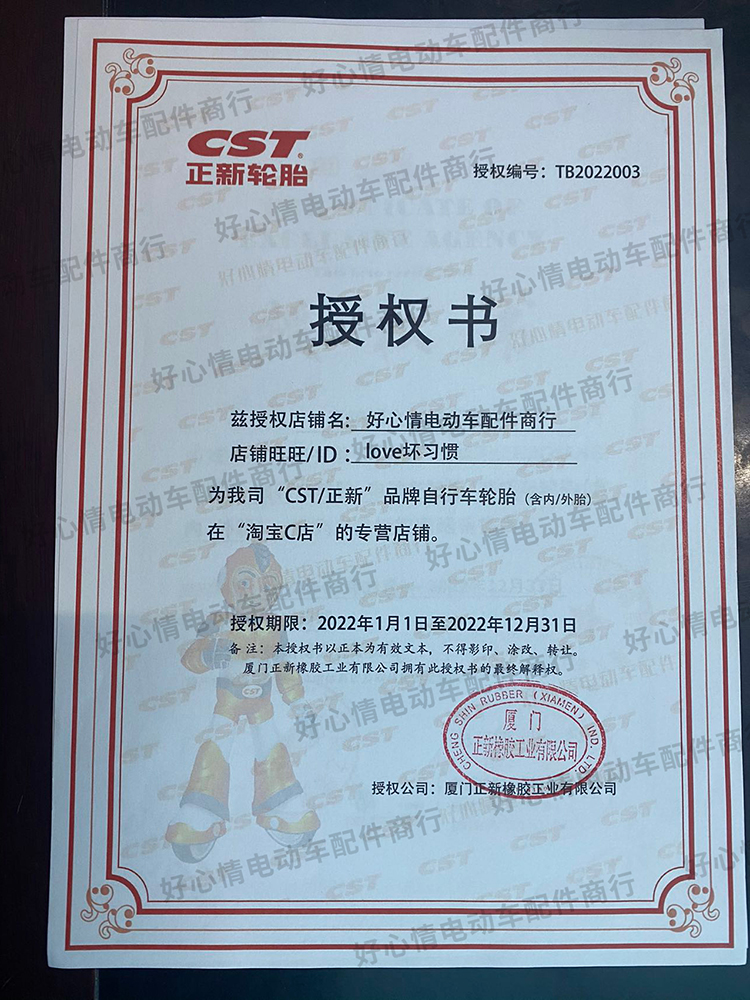 CST
正新轮胎
授权编号：TB2022003
授权书
兹授权店铺名：好心情电动车配件商行
店铺旺旺/ID：love坏习惯
为我司“CST/正新”品牌自行车轮胎（含内/外胎）
在“淘宝C店”的专营店铺。
授权期限：2022年1月1日至2022年12月31日
备注：本授权书以正本为有效文本，不得影印、涂改、转让。
厦门正新橡胶工业有限公司拥有此授权书的最终解释权。
CHENG SHIN RUBBER (XIAMEN) IND. LTD.
厦门
正新橡胶工业有限公司
授权公司：厦门正新橡胶工业有限公司
CST
好心情电动车配件商行